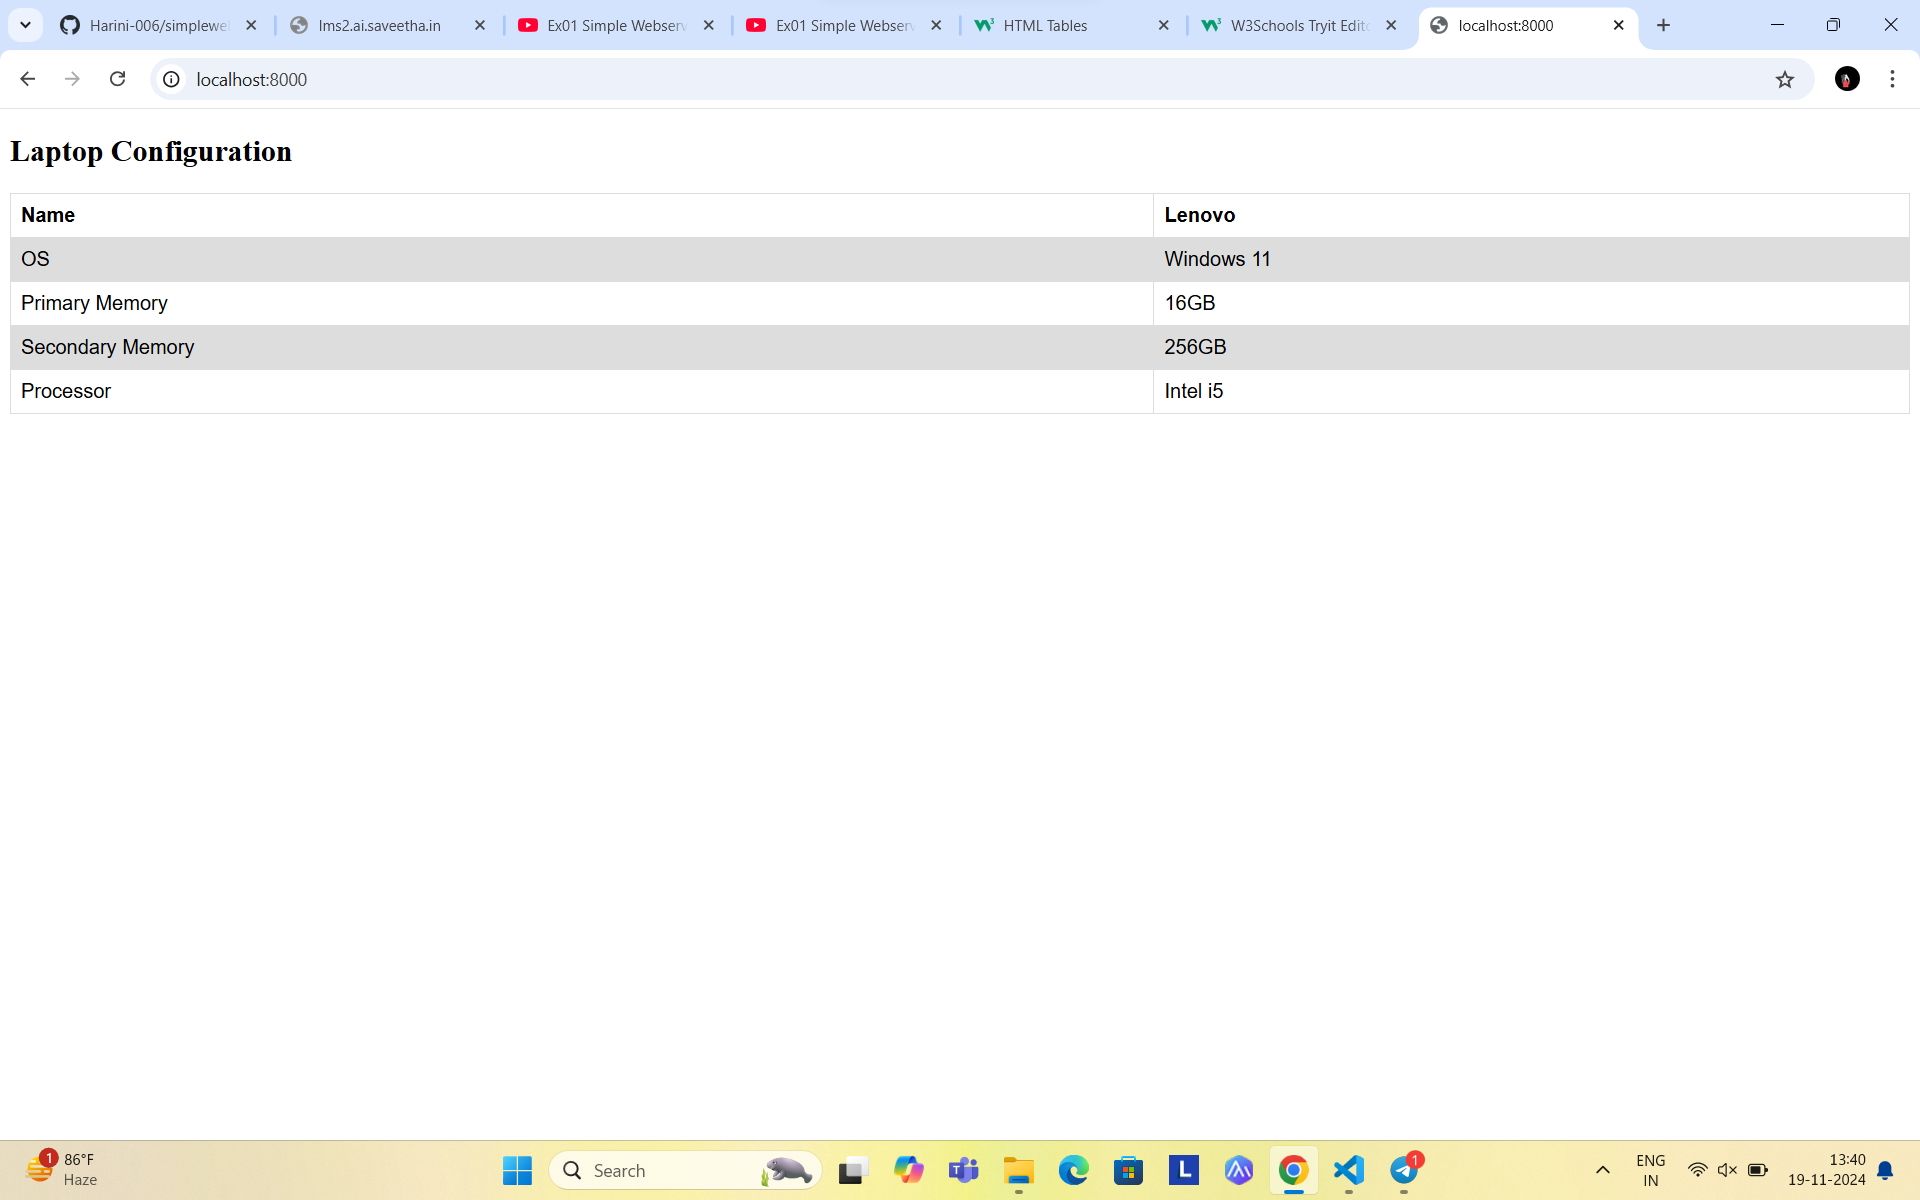 Harini-006/simplewe
lms2.ai.saveetha.in
Ex01 Simple Webserv
Ex01 Simple Webserv
HTML Tables
W3Schools Tryit Edito
localhost:8000
localhost:8000
Laptop Configuration
Name Lenovo
OS Windows 11
Primary Memory 16GB
Secondary Memory 256GB
Processor Intel i5
1
86°F
Haze
Search
T
L
1
ENG
IN
13:40
19-11-2024